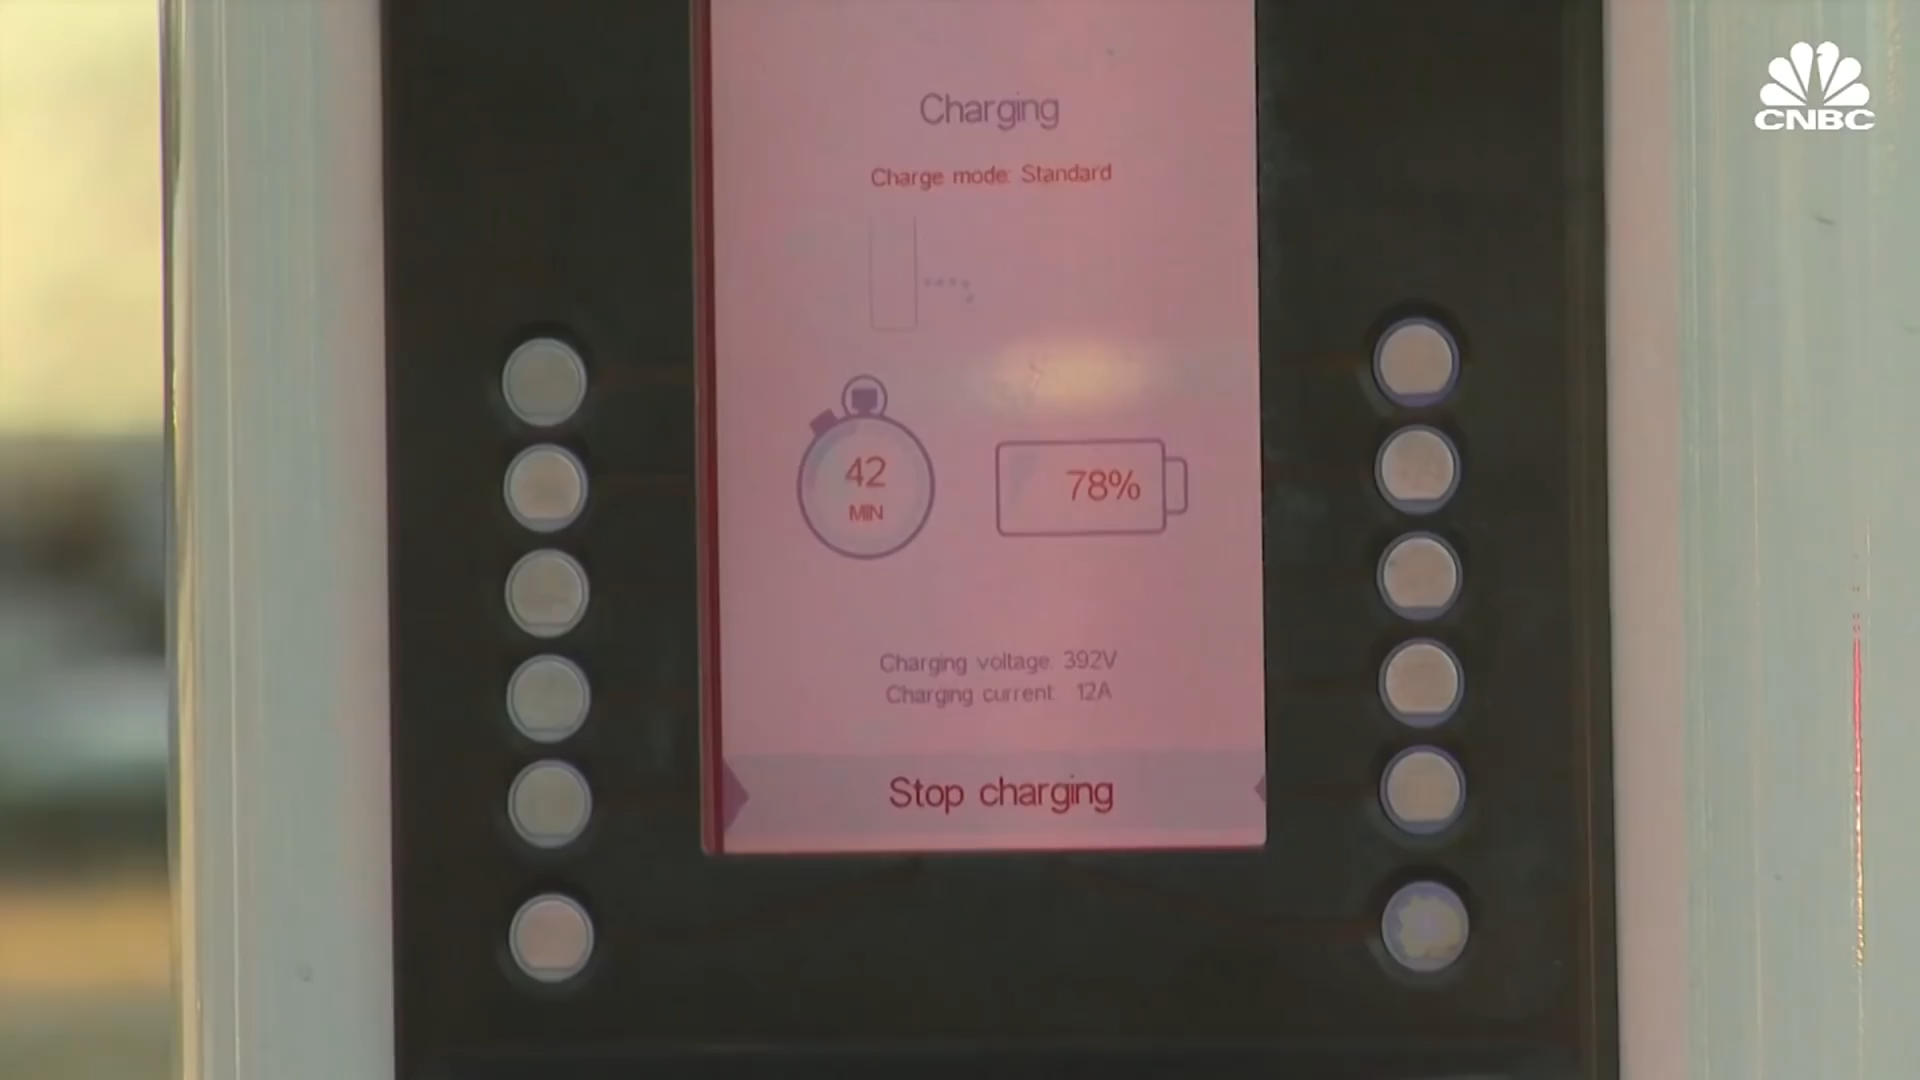 CNBC
Charging
Charge mode: Standard
42
MIN
78%
Charging voltage: 392V
Charging current: 12A
Stop charging